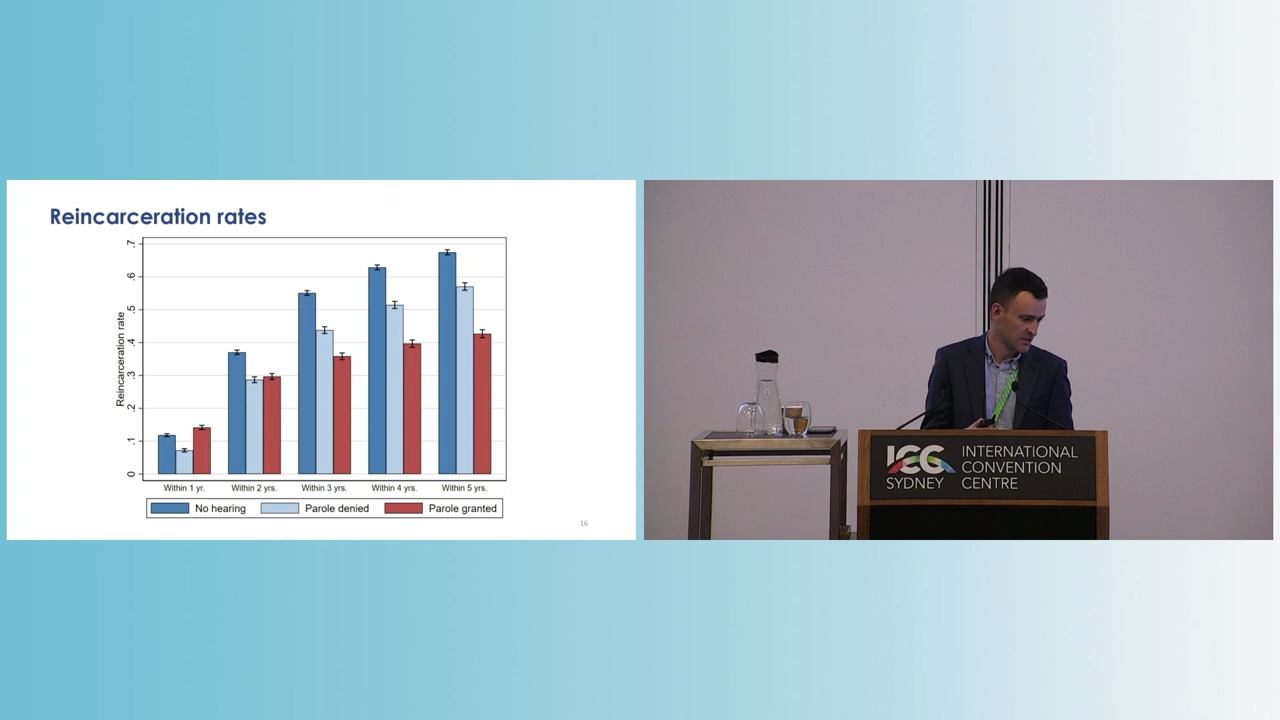 Reincarceration rates
Reincarceration rate
.7
.6
.5
.4
.3
.2
.1
0
Within 1 yr.
Within 2 yrs.
Within 3 yrs.
Within 4 yrs.
Within 5 yrs.
No hearing
Parole denied
Parole granted
16
ICC
SYDNEY
INTERNATIONAL
CONVENTION
CENTRE